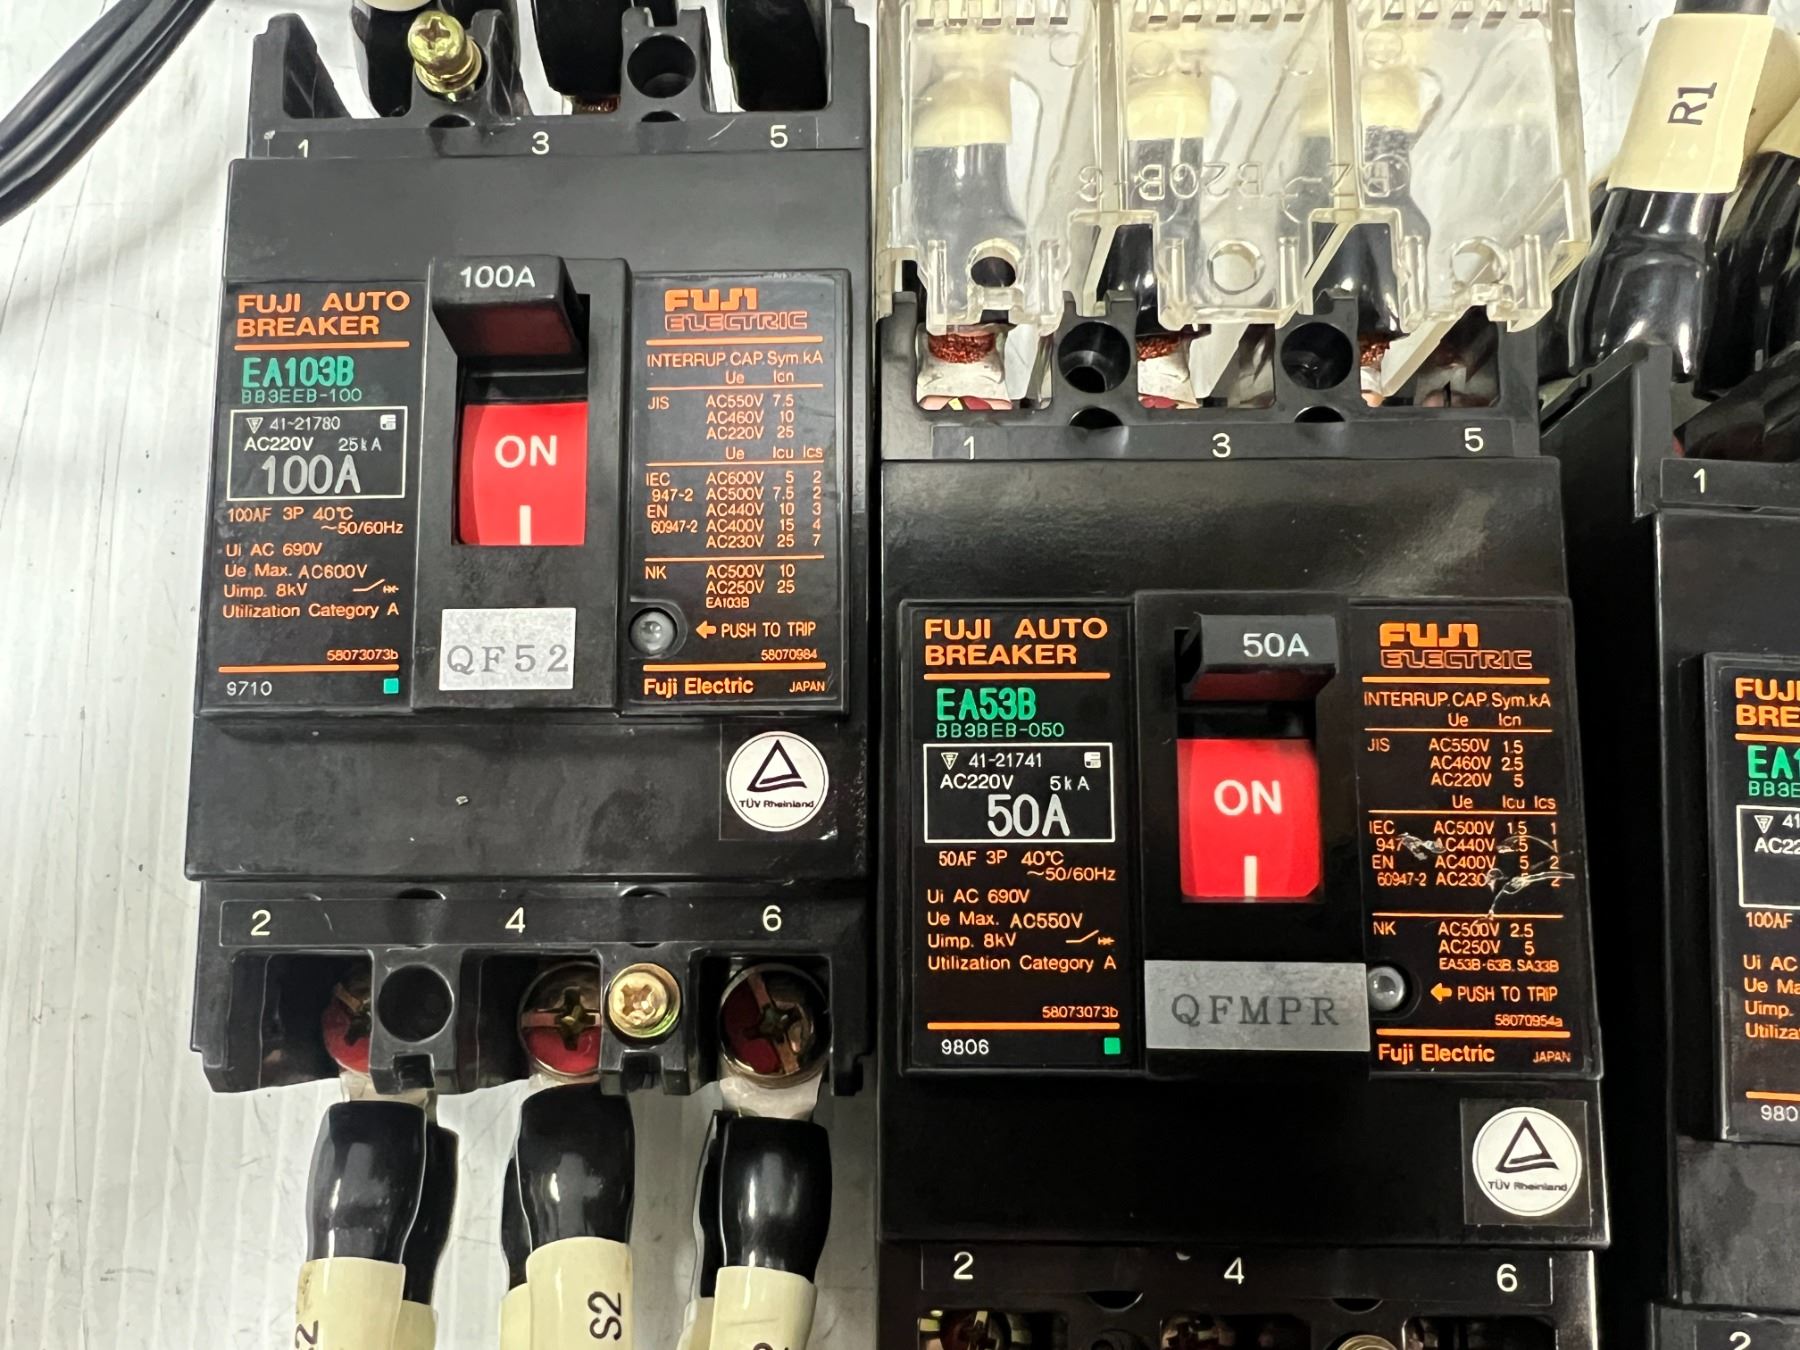 1 3 5
100A
FUJI AUTO
BREAKER
EA103B
BB3EEB-100
41-21780
AC220V 25kA
100A
100AF 3P 40℃
~50/60Hz
Ui AC 690V
Ue Max. AC600V
Uimp. 8kV
Utilization Category A
58073073b
9710
ON
QF52
FUJI
ELECTRIC
INTERRUP.CAP.Sym.kA
Ue Icn
JIS AC550V 7.5
AC460V 10
AC220V 25
Ue Icu Ics
IEC AC600V 5 2
947-2 AC500V 7.5 2
EN AC440V 10 3
60947-2 AC400V 15 4
AC230V 25 7
NK AC500V 10
AC250V 25
EA103B
PUSH TO TRIP
58070984
Fuji Electric JAPAN
TÜV Rheinland
2 4 6
S2
R1
1 3 5
50A
FUJI AUTO
BREAKER
EA53B
BB3BEB-050
41-21741
AC220V 5kA
50A
50AF 3P 40℃
~50/60Hz
Ui AC 690V
Ue Max. AC550V
Uimp. 8kV
Utilization Category A
58073073b
9806
ON
QFMPR
FUJI
ELECTRIC
INTERRUP.CAP.Sym.kA
Ue Icn
JIS AC550V 1.5
AC460V 2.5
AC220V 5
Ue Icu Ics
IEC AC500V 1.5 1
947 AC440V 1
EN AC400V 5 2
60947-2 AC230 2
NK AC500V 2.5
AC250V 5
EA53B·63B, SA33B
PUSH TO TRIP
58070954a
Fuji Electric JAPAN
TÜV Rheinland
2 4 6
1
100AF
Ui AC
Uimp.
2